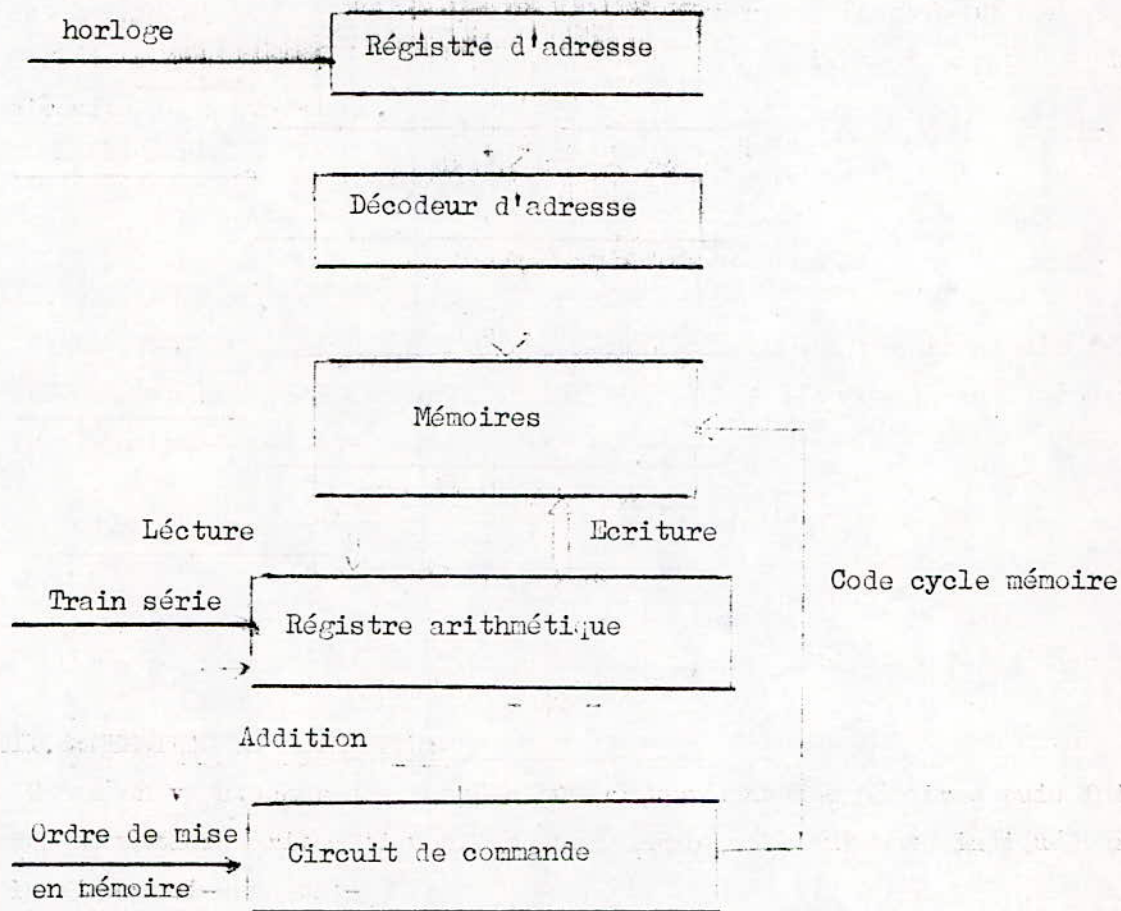 horloge
Régistre d'adresse
Décodeur d'adresse
Mémoires
Lécture
Ecriture
Code cycle mémoire
Train série
Régistre arithmétique
Addition
Ordre de mise
en mémoire
Circuit de commande